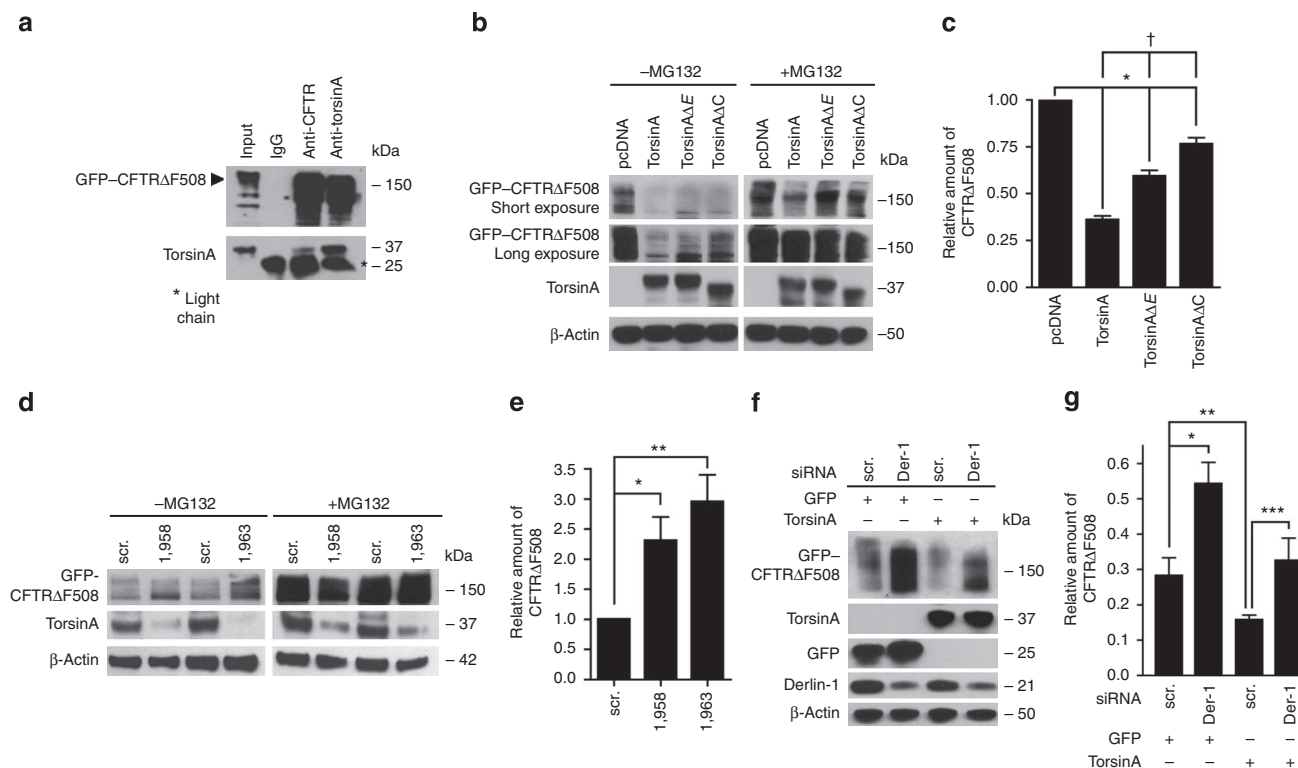 a
Input
IgG
Anti-CFTR
Anti-torsinA
kDa
GFP–CFTRΔF508
– 150
TorsinA
– 37
* – 25
* Light
chain
b
–MG132
+MG132
pcDNA
TorsinA
TorsinAΔE
TorsinAΔC
pcDNA
TorsinA
TorsinAΔE
TorsinAΔC
kDa
GFP–CFTRΔF508
Short exposure
–150
GFP–CFTRΔF508
Long exposure
–150
TorsinA
–37
β-Actin
–50
c
†
*
Relative amount of
CFTRΔF508
1.00
0.75
0.50
0.25
0.00
pcDNA
TorsinA
TorsinAΔE
TorsinAΔC
d
–MG132
+MG132
scr.
1,958
scr.
1,963
scr.
1,958
scr.
1,963
kDa
GFP-
CFTRΔF508
– 150
TorsinA
– 37
β-Actin
– 42
e
**
*
Relative amount of
CFTRΔF508
3.5
3.0
2.5
2.0
1.5
1.0
0.5
0.0
scr.
1,958
1,963
f
siRNA
scr.
Der-1
scr.
Der-1
GFP + + – –
TorsinA – – + + kDa
GFP–
CFTRΔF508
– 150
TorsinA
– 37
GFP
– 25
Derlin-1
– 21
β-Actin
– 50
g
**
*
***
Relative amount of
CFTRΔF508
0.6
0.5
0.4
0.3
0.2
0.1
0.0
siRNA
scr.
Der-1
scr.
Der-1
GFP + + – –
TorsinA – – + +